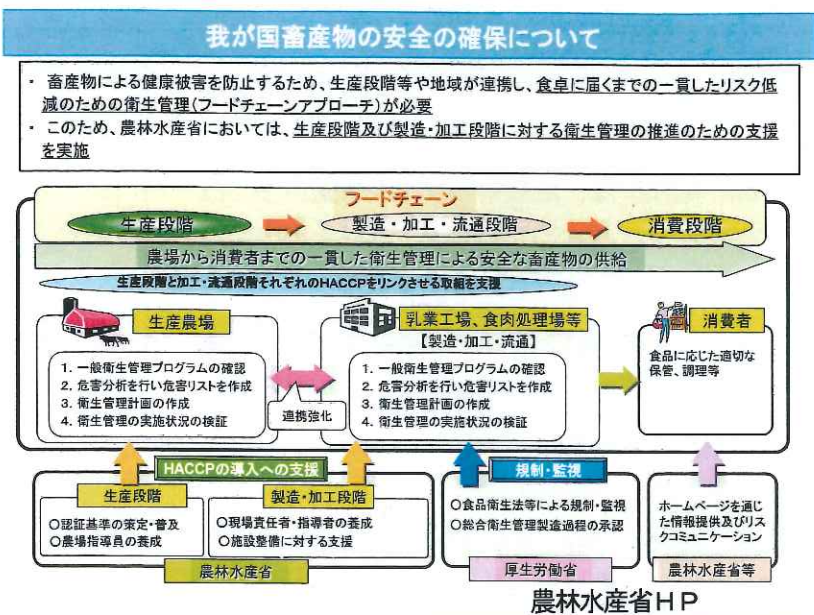 我が国畜産物の安全の確保について
・ 畜産物による健康被害を防止するため、生産段階等や地域が連携し、食卓に届くまでの一貫したリスク低
減のための衛生管理(フードチェーンアプローチ)が必要
・ このため、農林水産省においては、生産段階及び製造・加工段階に対する衛生管理の推進のための支援
を実施
フードチェーン
生産段階
製造・加工・流通段階
消費段階
農場から消費者までの一貫した衛生管理による安全な畜産物の供給
生産段階と加工・流通段階それぞれのHACCPをリンクさせる取組を支援
生産農場
1. 一般衛生管理プログラムの確認
2. 危害分析を行い危害リストを作成
3. 衛生管理計画の作成
4. 衛生管理の実施状況の検証
連携強化
乳業工場、食肉処理場等
【製造・加工・流通】
1. 一般衛生管理プログラムの確認
2. 危害分析を行い危害リストを作成
3. 衛生管理計画の作成
4. 衛生管理の実施状況の検証
消費者
食品に応じた適切な
保管、調理等
HACCPの導入への支援
生産段階
○認証基準の策定・普及
○農場指導員の養成
製造・加工段階
○現場責任者・指導者の養成
○施設整備に対する支援
農林水産省
規制・監視
○食品衛生法等による規制・監視
○総合衛生管理製造過程の承認
厚生労働省
ホームページを通じ
た情報提供及びリス
クコミュニケーション
農林水産省等
農林水産省HP